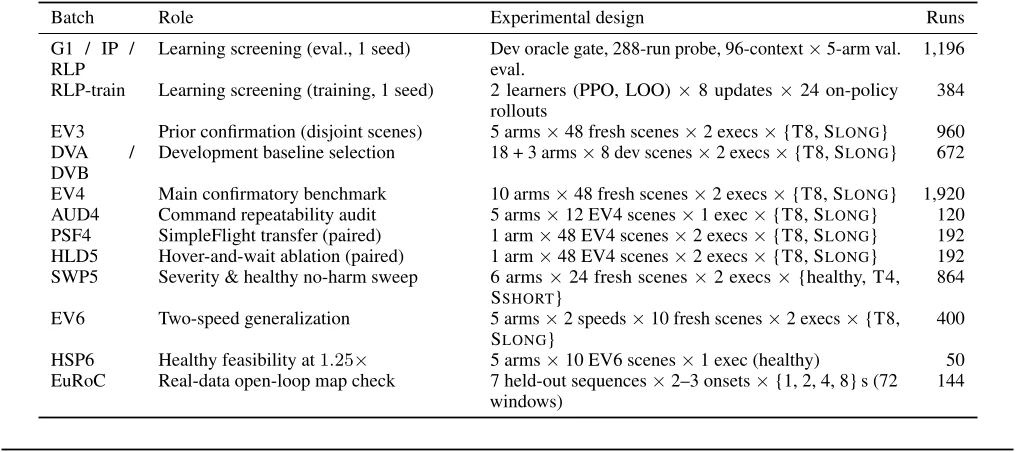 Batch Role Experimental design Runs
G1 / IP / Learning screening (eval., 1 seed) Dev oracle gate, 288-run probe, 96-context × 5-arm val. 1,196
RLP eval.
RLP-train Learning screening (training, 1 seed) 2 learners (PPO, LOO) × 8 updates × 24 on-policy 384
rollouts
EV3 Prior confirmation (disjoint scenes) 5 arms × 48 fresh scenes × 2 execs × {T8, SLONG} 960
DVA / Development baseline selection 18 + 3 arms × 8 dev scenes × 2 execs × {T8, SLONG} 672
DVB
EV4 Main confirmatory benchmark 10 arms × 48 fresh scenes × 2 execs × {T8, SLONG} 1,920
AUD4 Command repeatability audit 5 arms × 12 EV4 scenes × 1 exec × {T8, SLONG} 120
PSF4 SimpleFlight transfer (paired) 1 arm × 48 EV4 scenes × 2 execs × {T8, SLONG} 192
HLD5 Hover-and-wait ablation (paired) 1 arm × 48 EV4 scenes × 2 execs × {T8, SLONG} 192
SWP5 Severity & healthy no-harm sweep 6 arms × 24 fresh scenes × 2 execs × {healthy, T4, 864
SSHORT}
EV6 Two-speed generalization 5 arms × 2 speeds × 10 fresh scenes × 2 execs × {T8, 400
SLONG}
HSP6 Healthy feasibility at 1.25× 5 arms × 10 EV6 scenes × 1 exec (healthy) 50
EuRoC Real-data open-loop map check 7 held-out sequences × 2–3 onsets × {1, 2, 4, 8} s (72 144
windows)